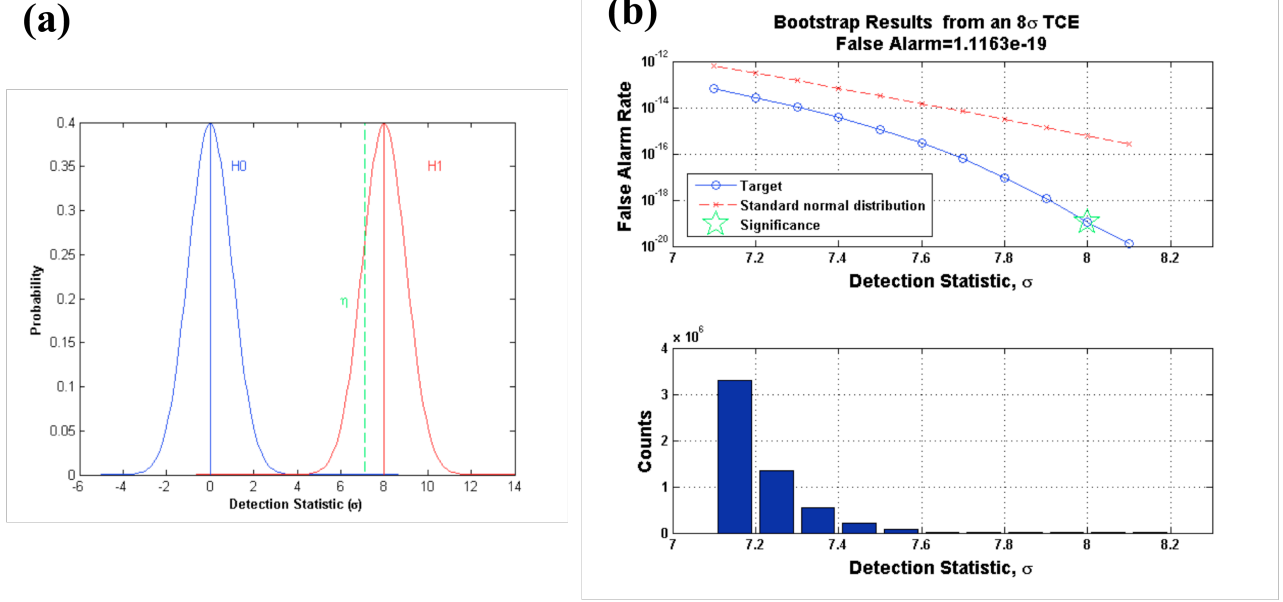 (a)
0.4
0.35
0.3
0.25
0.2
0.15
0.1
0.05
0
H0
H1
η
Probability
-6 -4 -2 0 2 4 6 8 10 12 14
Detection Statistic (σ)
(b)
Bootstrap Results from an 8σ TCE
False Alarm=1.1163e-19
10^-12
10^-14
10^-16
10^-18
10^-20
False Alarm Rate
Target
Standard normal distribution
Significance
7 7.2 7.4 7.6 7.8 8 8.2
Detection Statistic, σ
x 10^6
4
3
2
1
0
Counts
7 7.2 7.4 7.6 7.8 8 8.2
Detection Statistic, σ